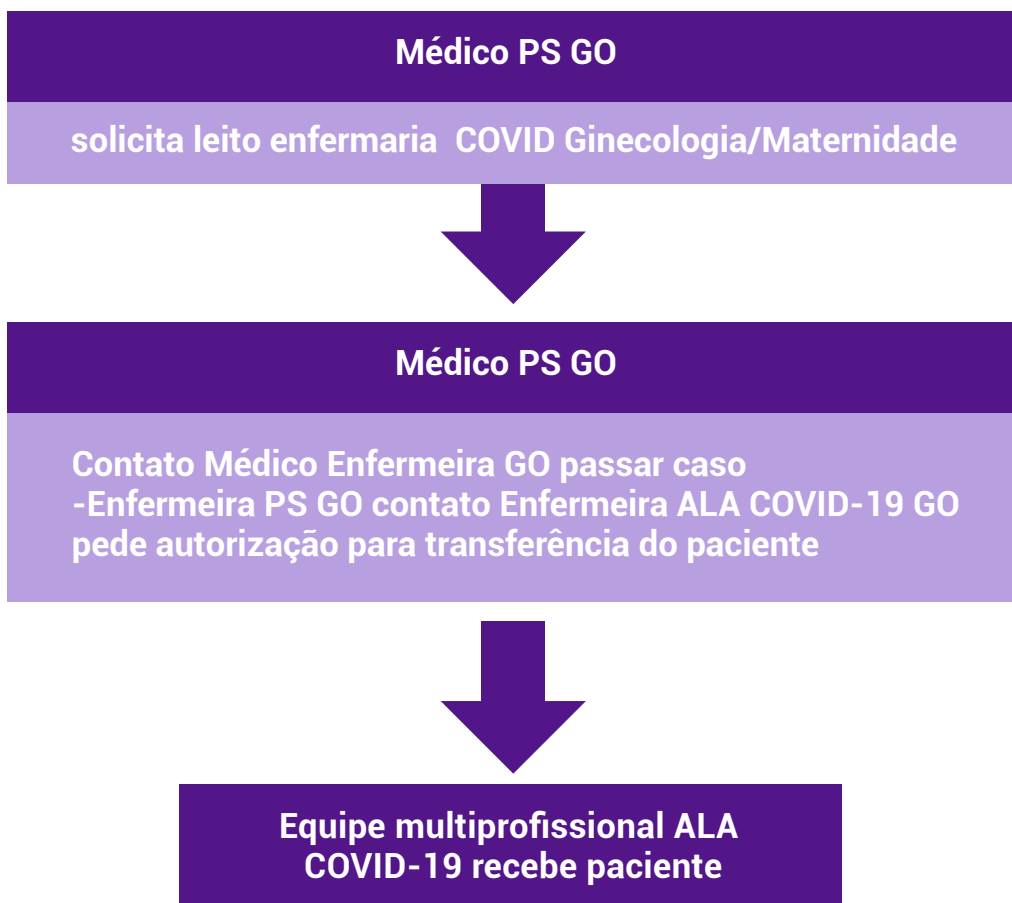 Médico PS GO
solicita leito enfermaria COVID Ginecologia/Maternidade
Médico PS GO
Contato Médico Enfermeira GO passar caso
-Enfermeira PS GO contato Enfermeira ALA COVID-19 GO
pede autorização para transferência do paciente
Equipe multiprofissional ALA
COVID-19 recebe paciente